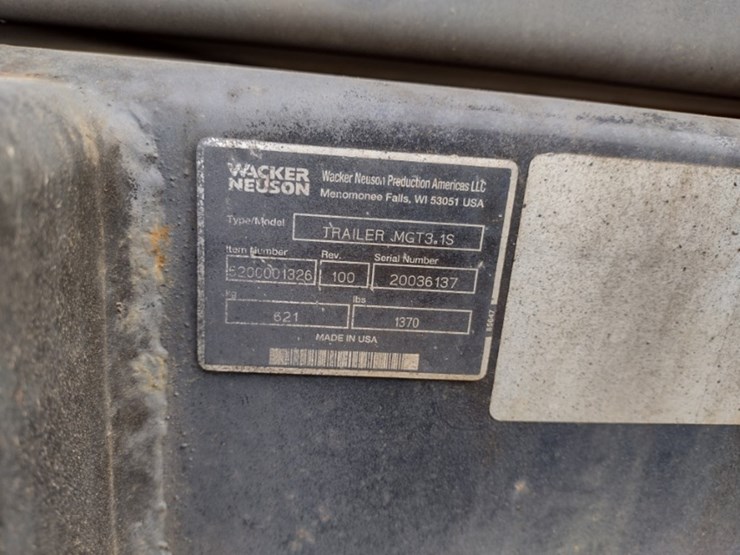 WACKER
NEUSON
Wacker Neuson Production Americas LLC
Menomonee Falls, WI 53051 USA
Type/Model
TRAILER MGT3.1S
Item Number Rev. Serial Number
5200001326 100 20036137
kg lbs
621 1370
MADE IN USA